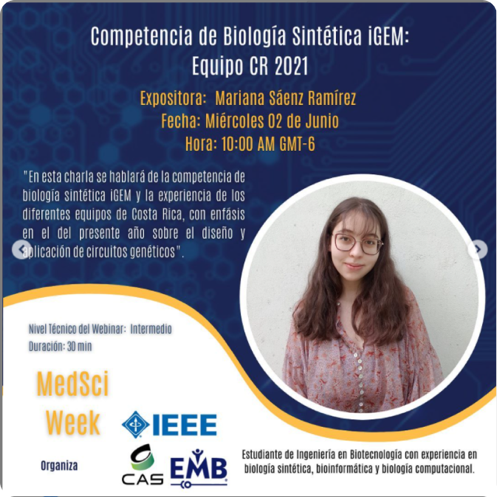 Competencia de Biología Sintética iGEM:
Equipo CR 2021
Expositora: Mariana Sáenz Ramírez
Fecha: Miércoles 02 de Junio
Hora: 10:00 AM GMT-6
"En esta charla se hablará de la competencia de
biología sintética iGEM y la experiencia de los
diferentes equipos de Costa Rica, con enfásis
en el del presente año sobre el diseño y
aplicación de circuitos genéticos".
Nivel Técnico del Webinar: Intermedio
Duración: 30 min
MedSci
Week
IEEE
Organiza
CAS
EMB
Estudiante de Ingeniería en Biotecnología con experiencia en
biología sintética, bioinformática y biología computacional.